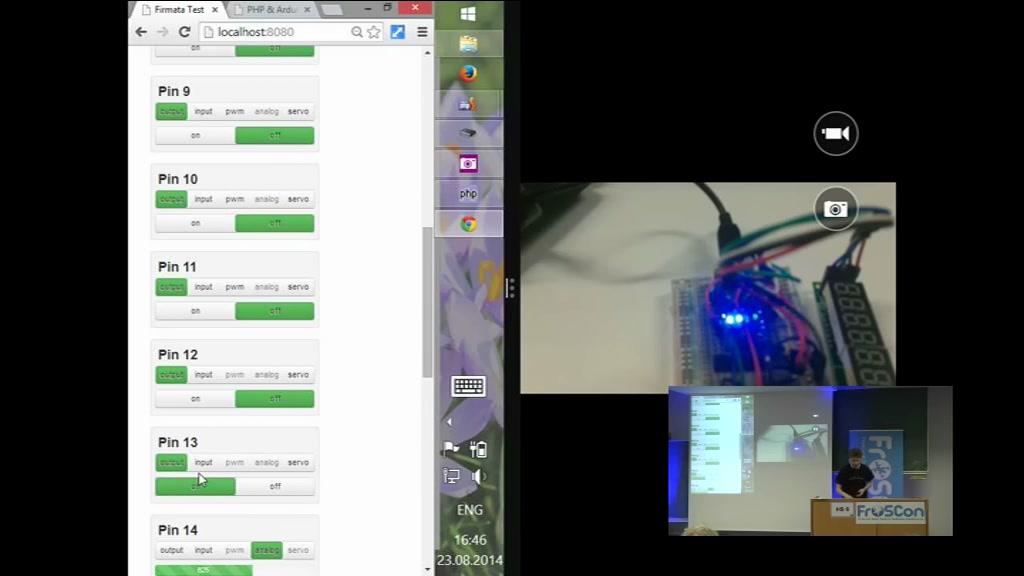 Firmata Test
PHP & Ardu
localhost:8080
on off
Pin 9
output input pwm analog servo
on off
Pin 10
output input pwm analog servo
on off
Pin 11
output input pwm analog servo
on off
Pin 12
output input pwm analog servo
on off
Pin 13
output input pwm analog servo
off
Pin 14
output input pwm analog servo
825
php
ENG
16:46
23.08.2014
FrOSCon